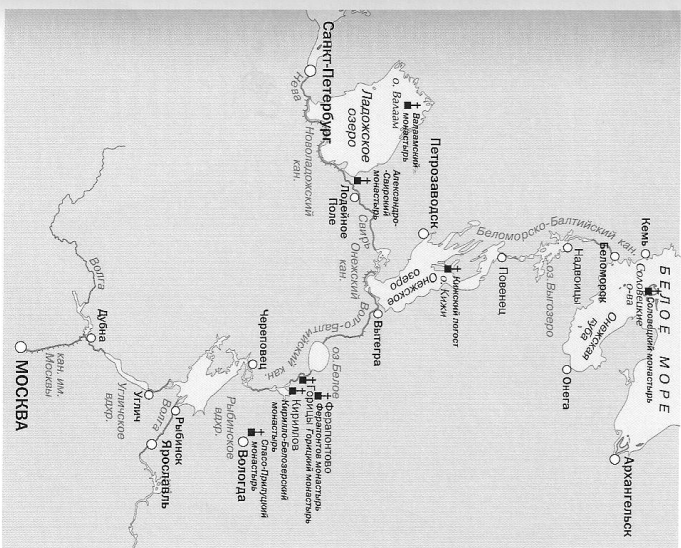 БЕЛОЕ МОРЕ
Кемь
Соловецкие
о-ва
Соловецкий монастырь
Беломорск
Онежская
губа
Архангельск
Беломорско-Балтийский кан.
Надвоицы
оз. Выгозеро
Онега
Повенец
Петрозаводск
Кижский погост
о. Кижи
Онежское
озеро
Валаамский
монастырь
о. Валаам
Ладожское
озеро
Александро-
-Свирский
монастырь
Санкт-Петербург
Нева
Новоладожский
кан.
Лодейное
Поле
Свирь
Онежский
кан.
Вытегра
Волго-Балтийский кан.
оз. Белое
Ферапонтово
Ферапонтов монастырь
Горицы
Горицкий монастырь
Кириллов
Кирилло-Белозерский
монастырь
Череповец
Спасо-Прилуцкий
монастырь
Вологда
Рыбинское
вдхр.
Волга
Дубна
Угличское
вдхр.
Углич
Рыбинск
Волга
Ярославль
кан. им.
Москвы
МОСКВА